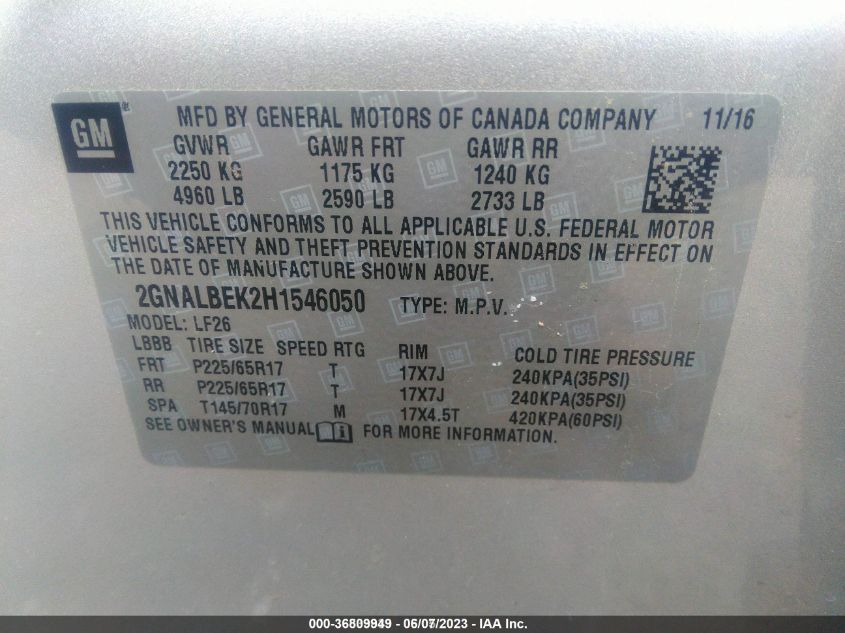 GM
MFD BY GENERAL MOTORS OF CANADA COMPANY 11/16
GVWR GAWR FRT GAWR RR
2250 KG 1175 KG 1240 KG
4960 LB 2590 LB 2733 LB
THIS VEHICLE CONFORMS TO ALL APPLICABLE U.S. FEDERAL MOTOR
VEHICLE SAFETY AND THEFT PREVENTION STANDARDS IN EFFECT ON
THE DATE OF MANUFACTURE SHOWN ABOVE.
2GNALBEK2H1546050 TYPE: M.P.V.
MODEL: LF26
LBBB TIRE SIZE SPEED RTG RIM COLD TIRE PRESSURE
FRT P225/65R17 T 17X7J 240KPA(35PSI)
RR P225/65R17 T 17X7J 240KPA(35PSI)
SPA T145/70R17 M 17X4.5T 420KPA(60PSI)
SEE OWNER'S MANUAL FOR MORE INFORMATION.
000-36809949 - 06/07/2023 - IAA Inc.